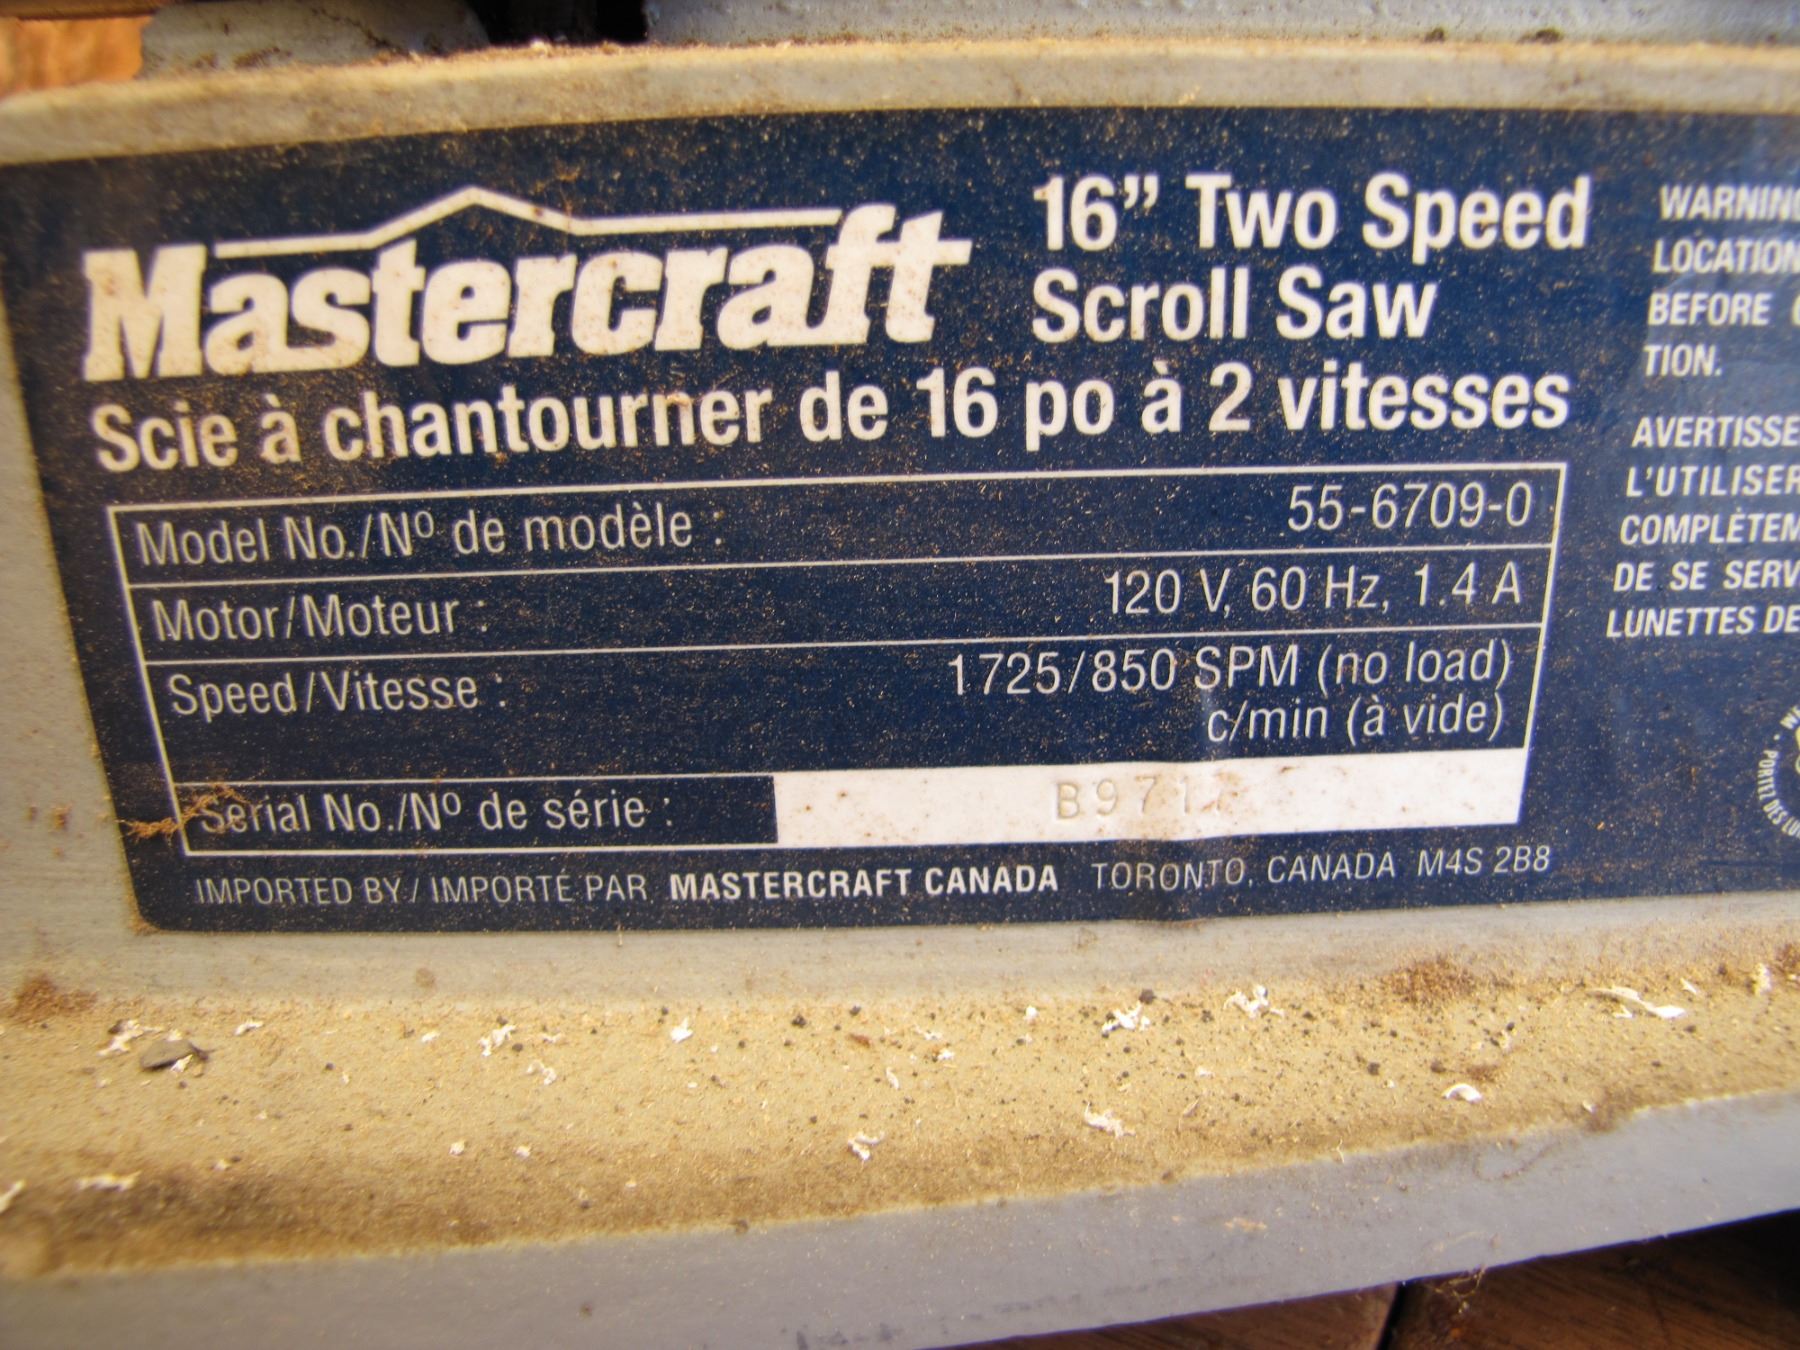 Mastercraft
16” Two Speed
Scroll Saw
Scie à chantourner de 16 po à 2 vitesses
Model No./Nº de modèle : 55-6709-0
Motor/Moteur : 120 V, 60 Hz, 1.4 A
Speed/Vitesse : 1725/850 SPM (no load)
c/min (à vide)
Serial No./Nº de série : B9717
IMPORTED BY / IMPORTÉ PAR MASTERCRAFT CANADA TORONTO, CANADA M4S 2B8
WARNING
LOCATION
BEFORE
TION.
AVERTISSE
L'UTILISER
COMPLÈTEM
DE SE SERV
LUNETTES DE
PORTEZ DES